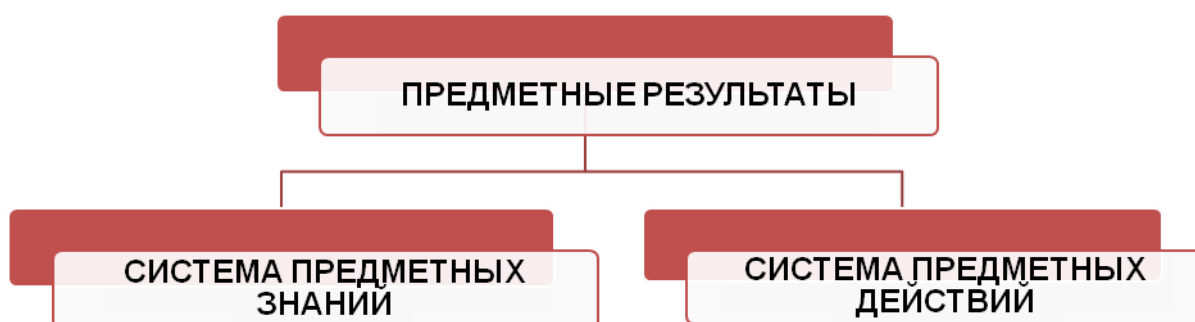 ПРЕДМЕТНЫЕ РЕЗУЛЬТАТЫ
СИСТЕМА ПРЕДМЕТНЫХ
ЗНАНИЙ
СИСТЕМА ПРЕДМЕТНЫХ
ДЕЙСТВИЙ